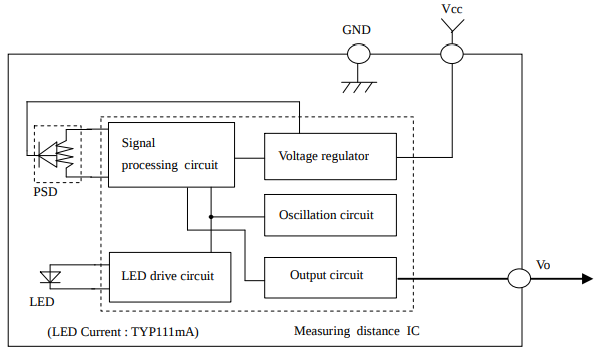 Vcc
GND
Signal
processing circuit
Voltage regulator
PSD
Oscillation circuit
Vo
LED drive circuit
Output circuit
LED
(LED Current : TYP111mA)
Measuring distance IC